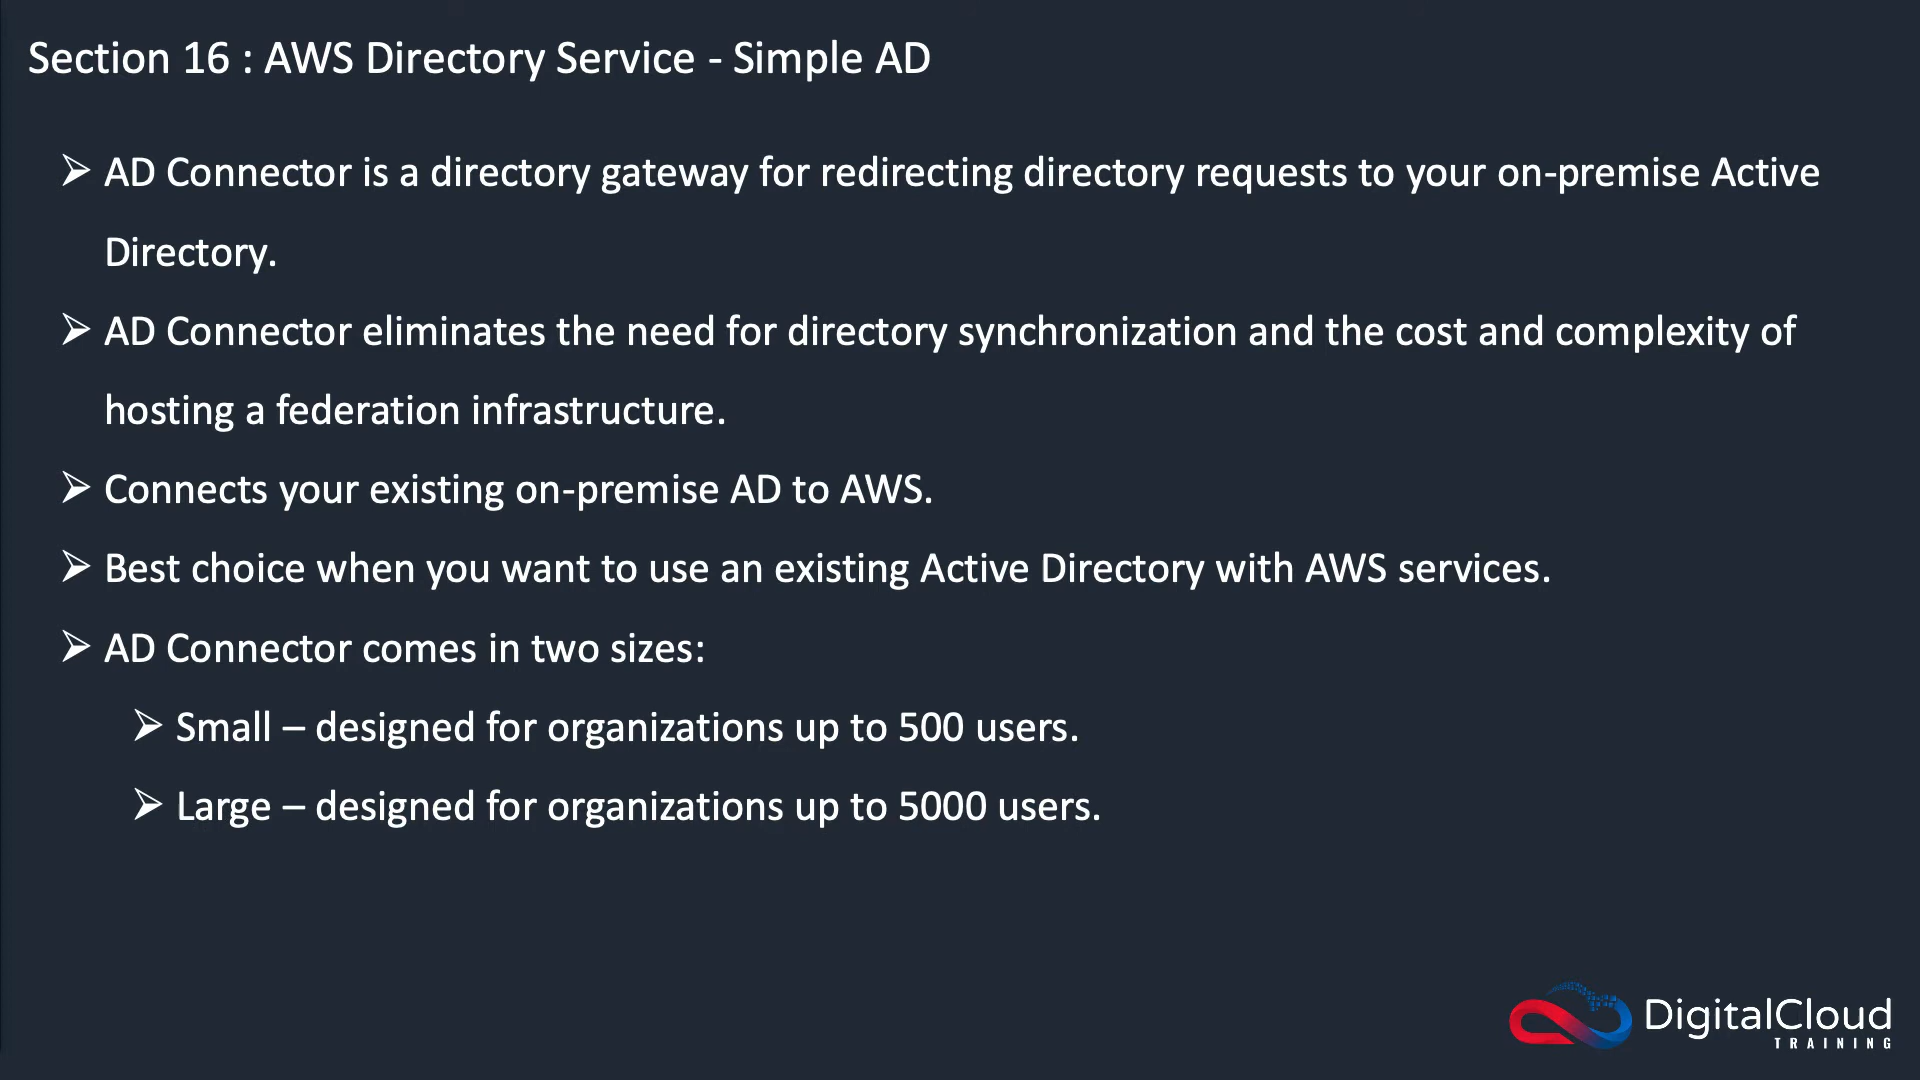 Section 16 : AWS Directory Service - Simple AD
➢ AD Connector is a directory gateway for redirecting directory requests to your on-premise Active
Directory.
➢ AD Connector eliminates the need for directory synchronization and the cost and complexity of
hosting a federation infrastructure.
➢ Connects your existing on-premise AD to AWS.
➢ Best choice when you want to use an existing Active Directory with AWS services.
➢ AD Connector comes in two sizes:
➢ Small – designed for organizations up to 500 users.
➢ Large – designed for organizations up to 5000 users.
DigitalCloud
TRAINING